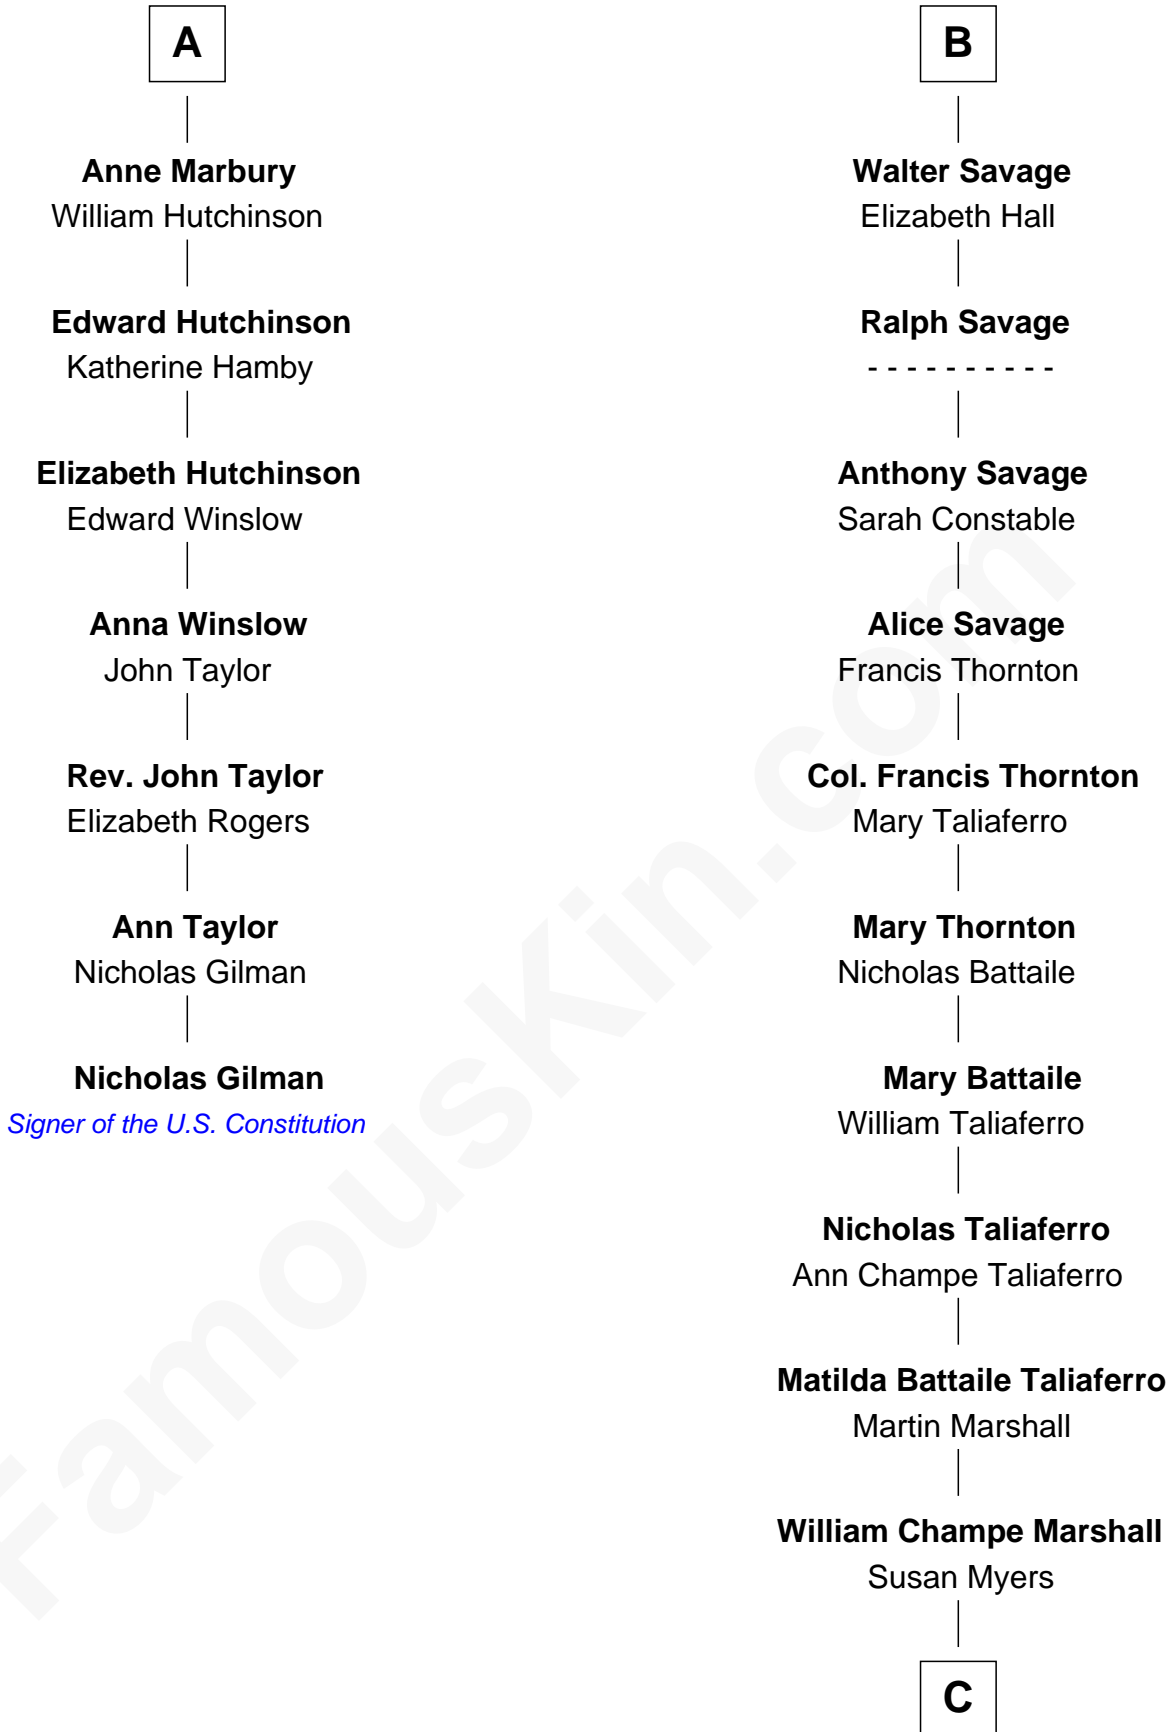 A
Anne Marbury
William Hutchinson
Edward Hutchinson
Katherine Hamby
Elizabeth Hutchinson
Edward Winslow
Anna Winslow
John Taylor
Rev. John Taylor
Elizabeth Rogers
Ann Taylor
Nicholas Gilman
Nicholas Gilman
Signer of the U.S. Constitution
B
Walter Savage
Elizabeth Hall
Ralph Savage
- - - - - - - - - -
Anthony Savage
Sarah Constable
Alice Savage
Francis Thornton
Col. Francis Thornton
Mary Taliaferro
Mary Thornton
Nicholas Battaile
Mary Battaile
William Taliaferro
Nicholas Taliaferro
Ann Champe Taliaferro
Matilda Battaile Taliaferro
Martin Marshall
William Champe Marshall
Susan Myers
C
FamousKin.com